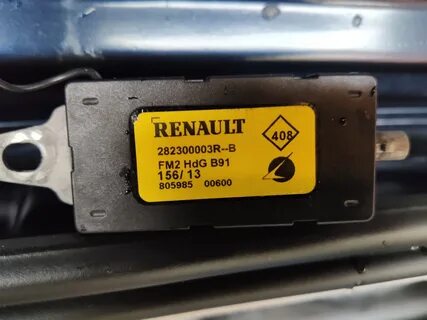 RENAULT
408
282300003R--B
FM2 HdG B91
156/13
805985 00600